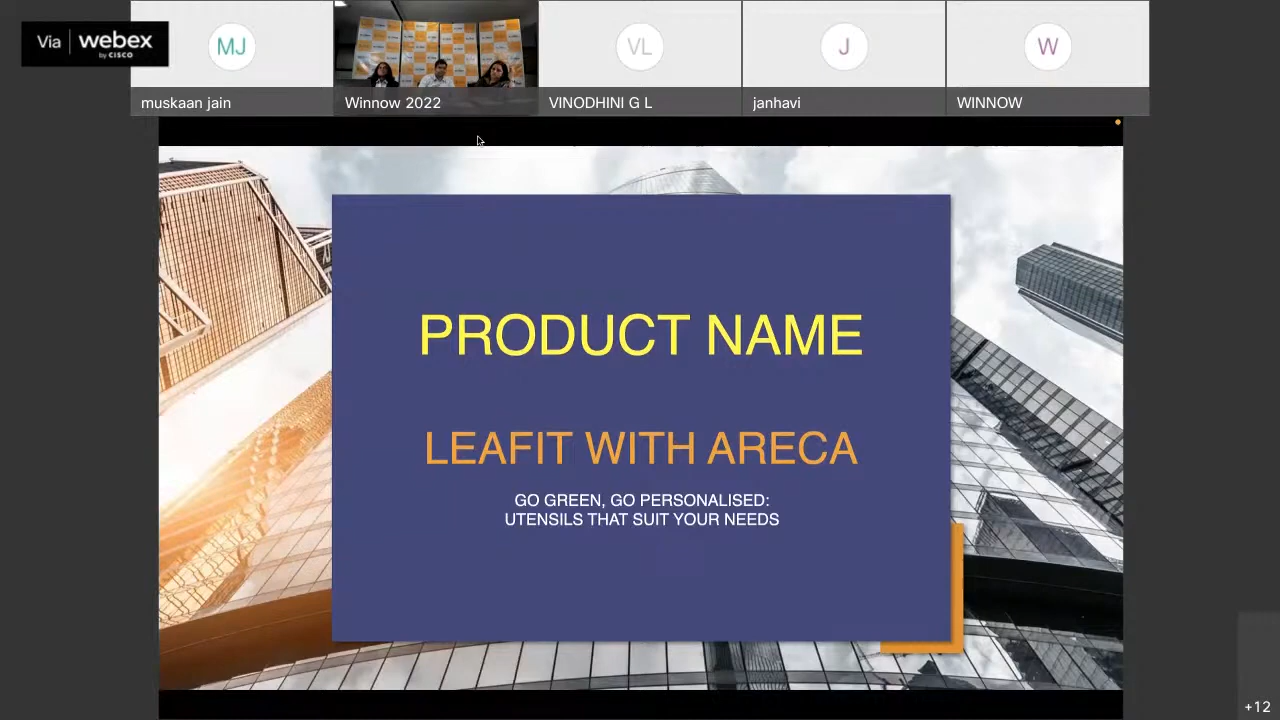 Via webex
by CISCO
MJ
VL
J
W
muskaan jain
Winnow 2022
VINODHINI G L
janhavi
WINNOW
PRODUCT NAME
LEAFIT WITH ARECA
GO GREEN, GO PERSONALISED:
UTENSILS THAT SUIT YOUR NEEDS
+12